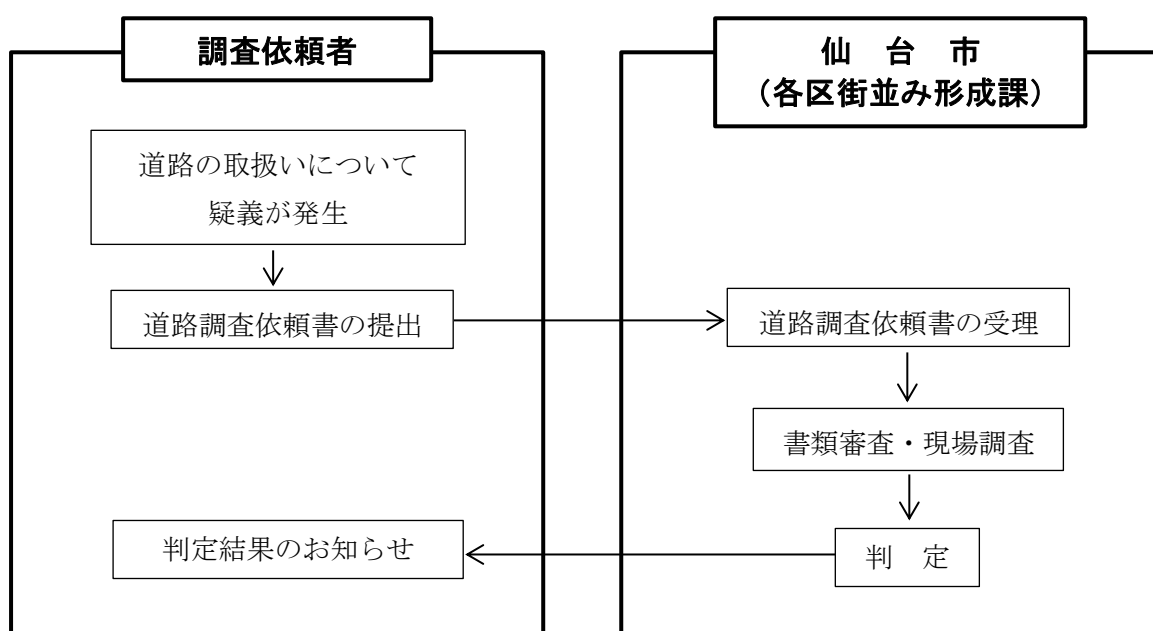 調査依頼者
仙 台 市
（各区街並み形成課）
道路の取扱いについて
疑義が発生
道路調査依頼書の提出
道路調査依頼書の受理
書類審査・現場調査
判定結果のお知らせ
判 定